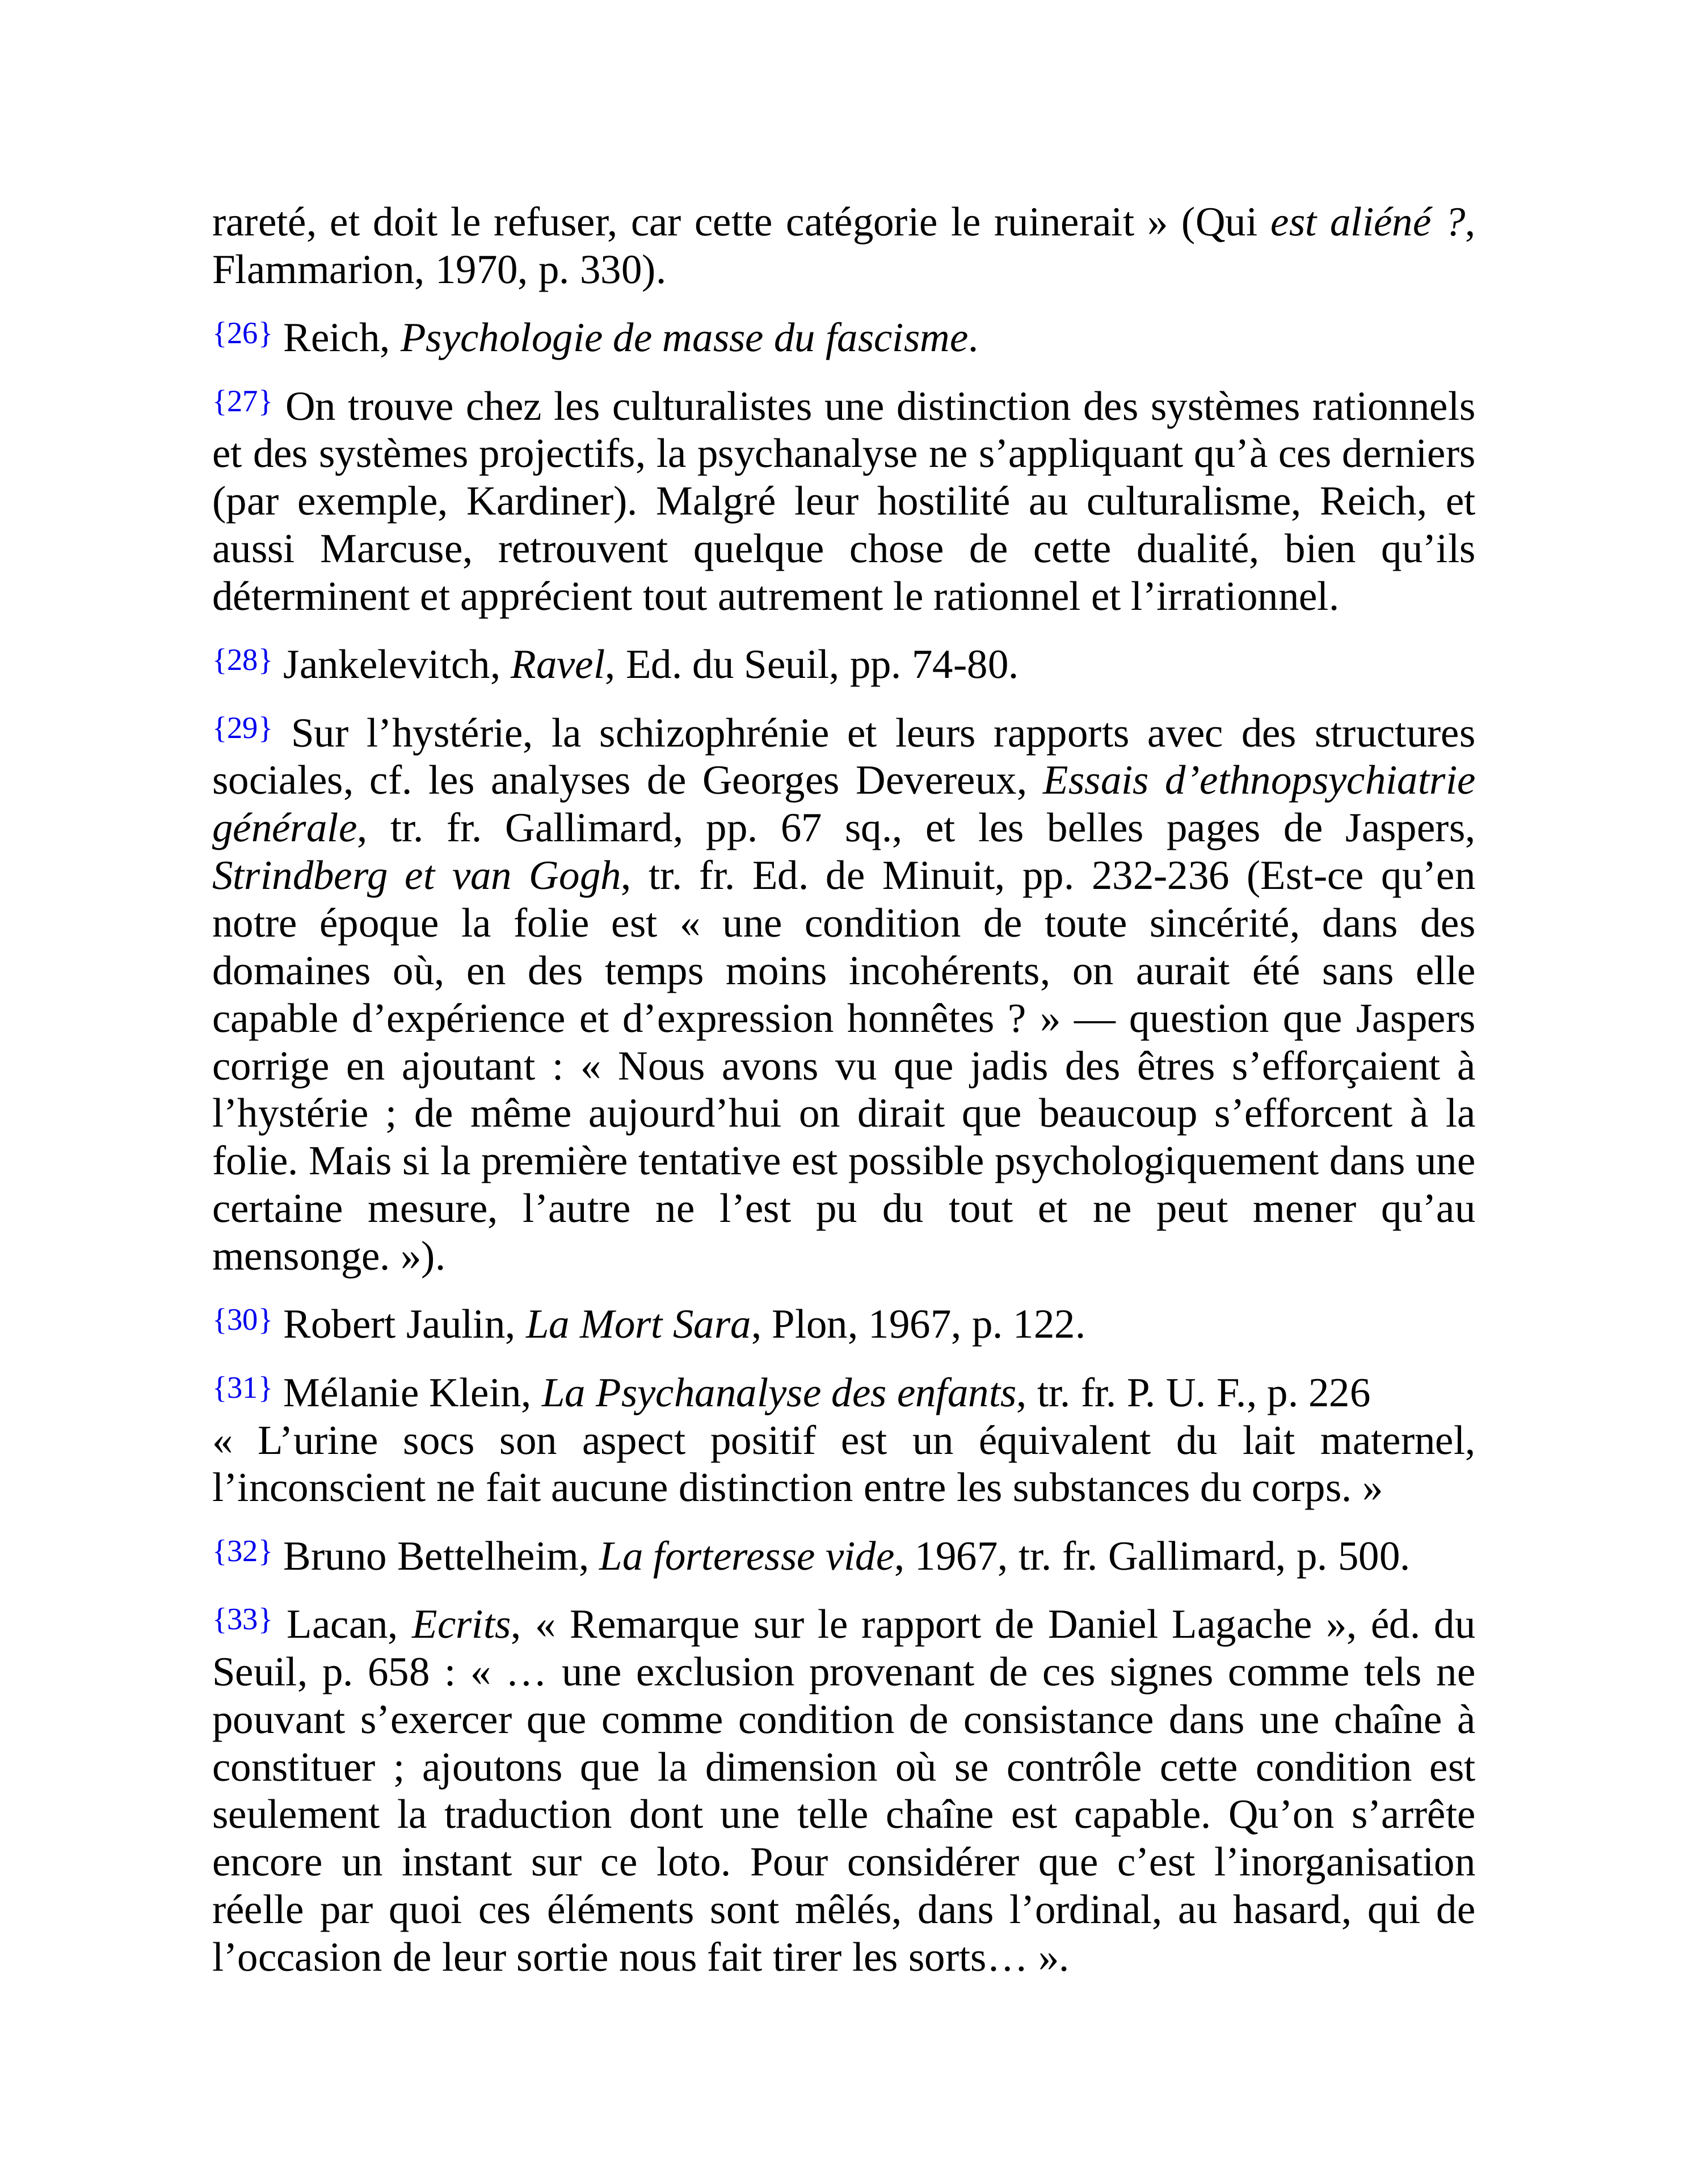 rareté, et doit le refuser, car cette catégorie le ruinerait » (Qui est aliéné ?,
Flammarion, 1970, p. 330).
{26} Reich, Psychologie de masse du fascisme.
{27} On trouve chez les culturalistes une distinction des systèmes rationnels
et des systèmes projectifs, la psychanalyse ne s’appliquant qu’à ces derniers
(par exemple, Kardiner). Malgré leur hostilité au culturalisme, Reich, et
aussi Marcuse, retrouvent quelque chose de cette dualité, bien qu’ils
déterminent et apprécient tout autrement le rationnel et l’irrationnel.
{28} Jankelevitch, Ravel, Ed. du Seuil, pp. 74-80.
{29} Sur l’hystérie, la schizophrénie et leurs rapports avec des structures
sociales, cf. les analyses de Georges Devereux, Essais d’ethnopsychiatrie
générale, tr. fr. Gallimard, pp. 67 sq., et les belles pages de Jaspers,
Strindberg et van Gogh, tr. fr. Ed. de Minuit, pp. 232-236 (Est-ce qu’en
notre époque la folie est « une condition de toute sincérité, dans des
domaines où, en des temps moins incohérents, on aurait été sans elle
capable d’expérience et d’expression honnêtes ? » — question que Jaspers
corrige en ajoutant : « Nous avons vu que jadis des êtres s’efforçaient à
l’hystérie ; de même aujourd’hui on dirait que beaucoup s’efforcent à la
folie. Mais si la première tentative est possible psychologiquement dans une
certaine mesure, l’autre ne l’est pu du tout et ne peut mener qu’au
mensonge. »).
{30} Robert Jaulin, La Mort Sara, Plon, 1967, p. 122.
{31} Mélanie Klein, La Psychanalyse des enfants, tr. fr. P. U. F., p. 226
« L’urine socs son aspect positif est un équivalent du lait maternel,
l’inconscient ne fait aucune distinction entre les substances du corps. »
{32} Bruno Bettelheim, La forteresse vide, 1967, tr. fr. Gallimard, p. 500.
{33} Lacan, Ecrits, « Remarque sur le rapport de Daniel Lagache », éd. du
Seuil, p. 658 : « … une exclusion provenant de ces signes comme tels ne
pouvant s’exercer que comme condition de consistance dans une chaîne à
constituer ; ajoutons que la dimension où se contrôle cette condition est
seulement la traduction dont une telle chaîne est capable. Qu’on s’arrête
encore un instant sur ce loto. Pour considérer que c’est l’inorganisation
réelle par quoi ces éléments sont mêlés, dans l’ordinal, au hasard, qui de
l’occasion de leur sortie nous fait tirer les sorts… ».